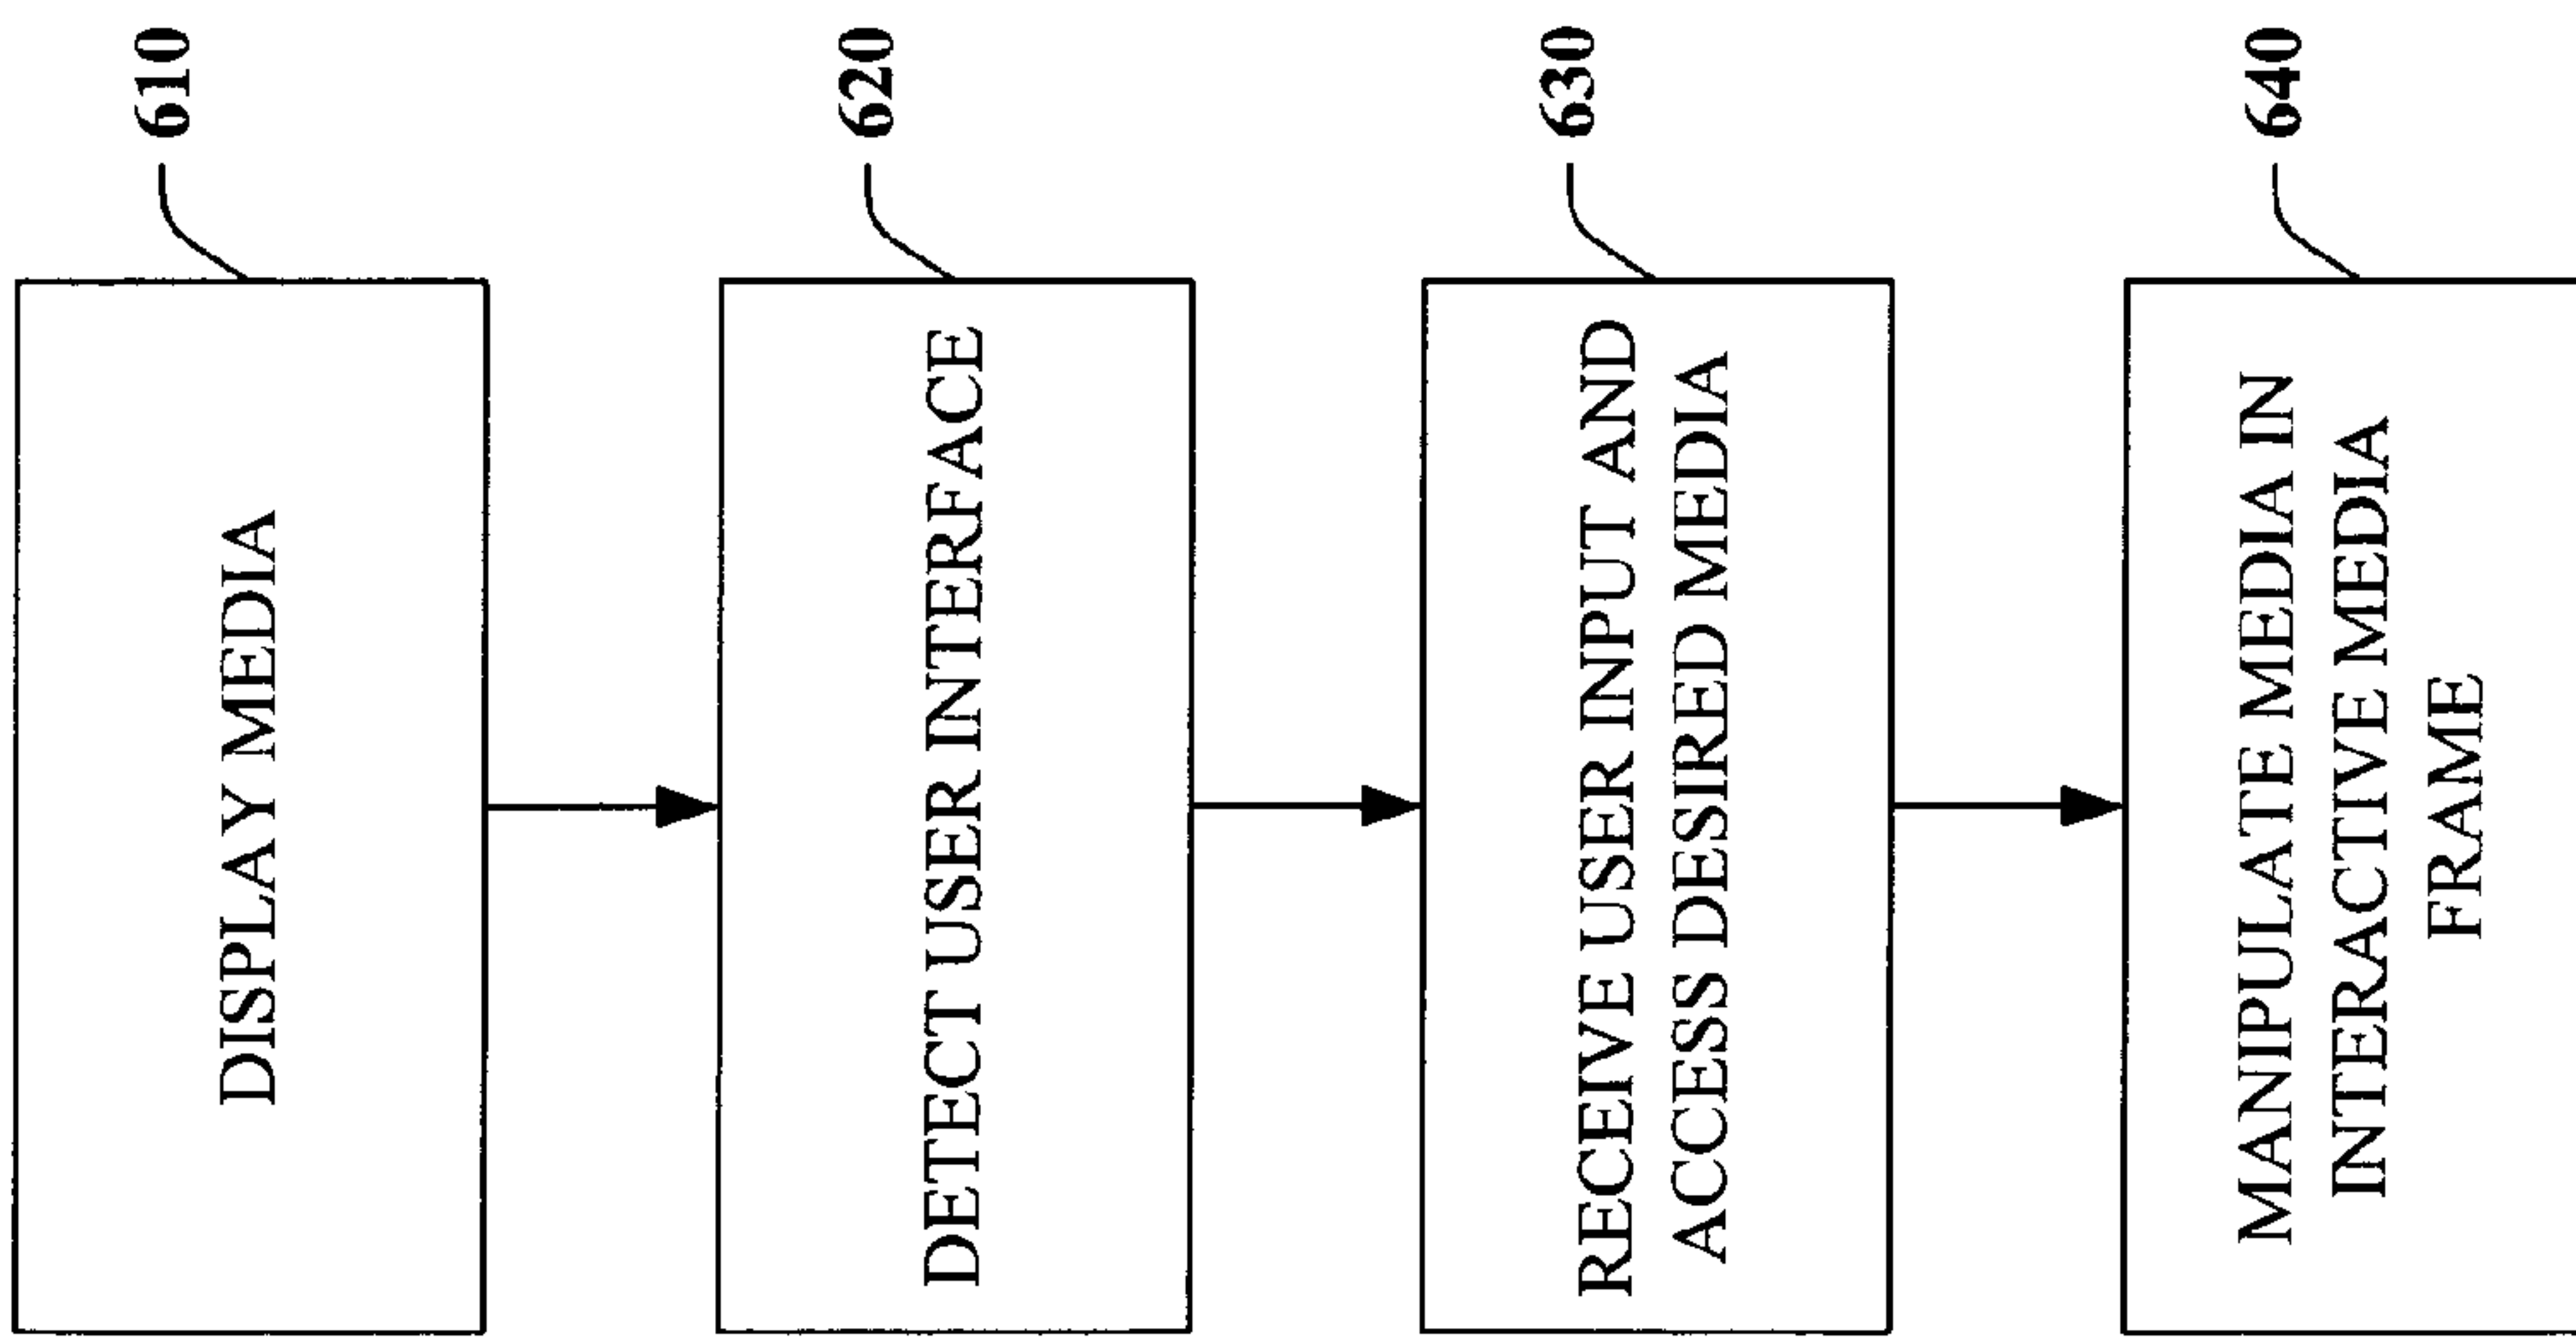 DISPLAY MEDIA
610
DETECT USER INTERFACE
620
RECEIVE USER INPUT AND
ACCESS DESIRED MEDIA
630
MANIPULATE MEDIA IN
INTERACTIVE MEDIA
FRAME
640